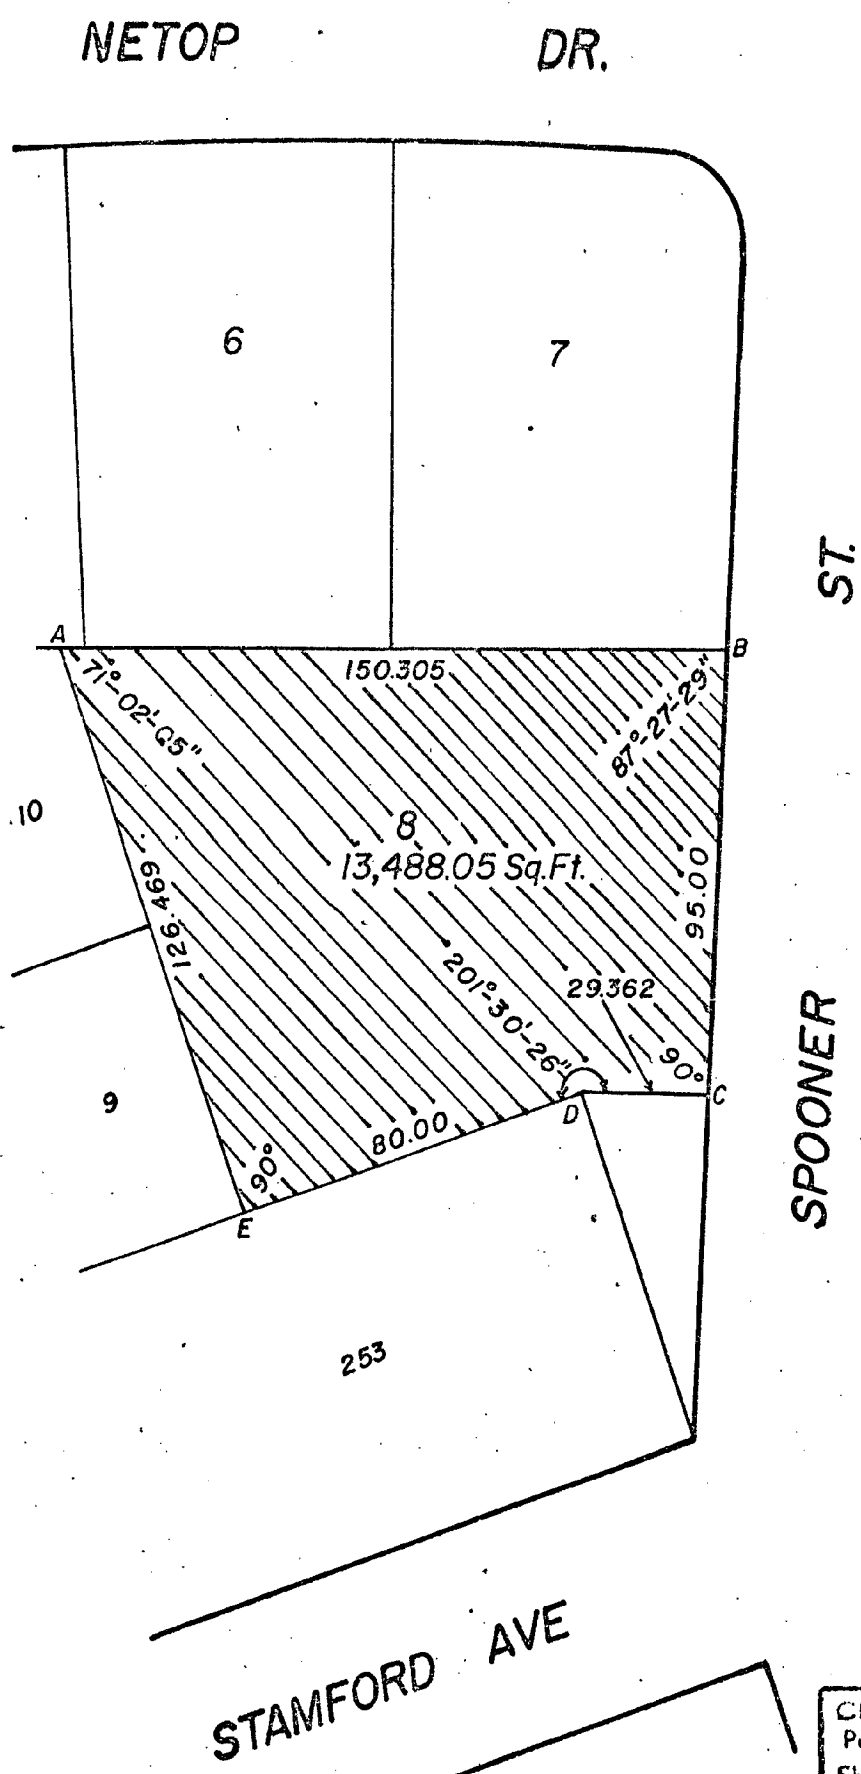 NETOP DR.
6
7
ST.
A
B
150.305
71°-02'-05"
87°-27'-29"
10
8
13,488.05 Sq.Ft.
126.469
95.00
201°-30'-26"
29.362
90°
C
D
9
80.00
90°
E
SPOONER
253
STAMFORD AVE